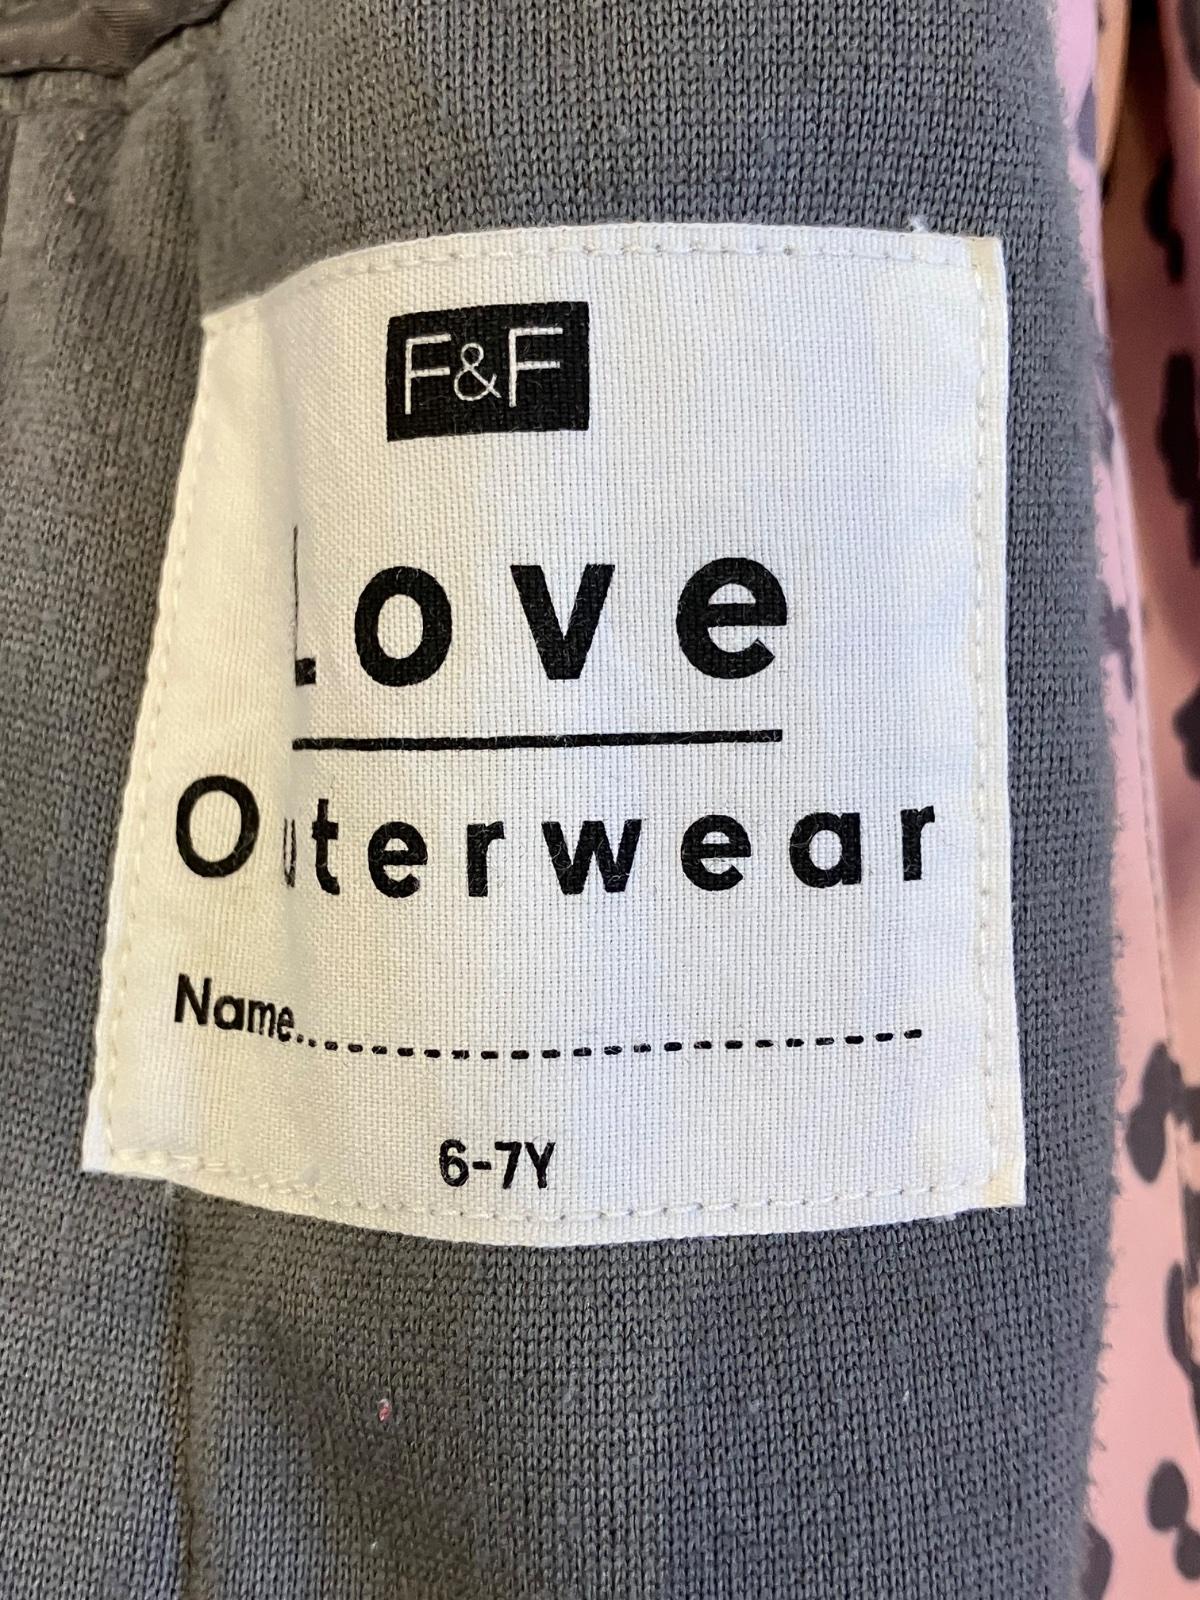 F&F
Love
Outerwear
Name..............................
6-7Y